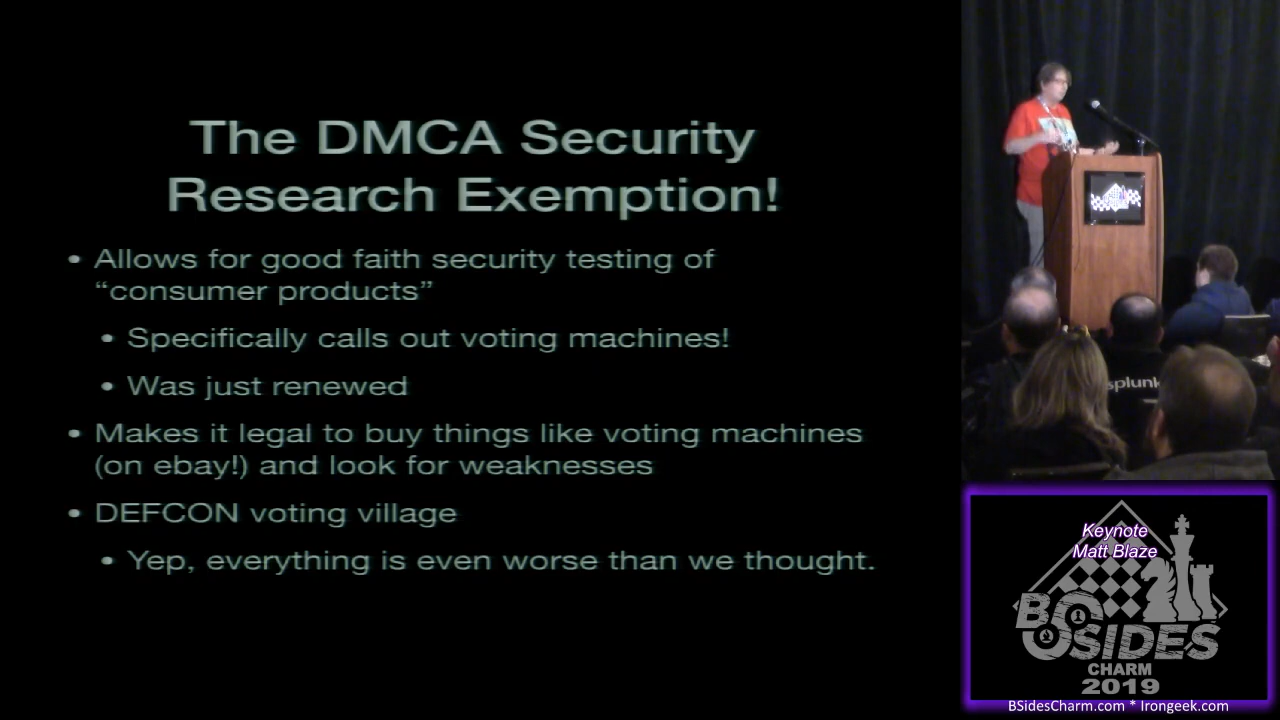 The DMCA Security
Research Exemption!
• Allows for good faith security testing of
“consumer products”
• Specifically calls out voting machines!
• Was just renewed
• Makes it legal to buy things like voting machines
(on ebay!) and look for weaknesses
• DEFCON voting village
• Yep, everything is even worse than we thought.
splunk
Keynote
Matt Blaze
BSIDES
CHARM
2019
BSidesCharm.com * Irongeek.com